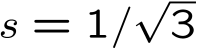 s = 1/√3